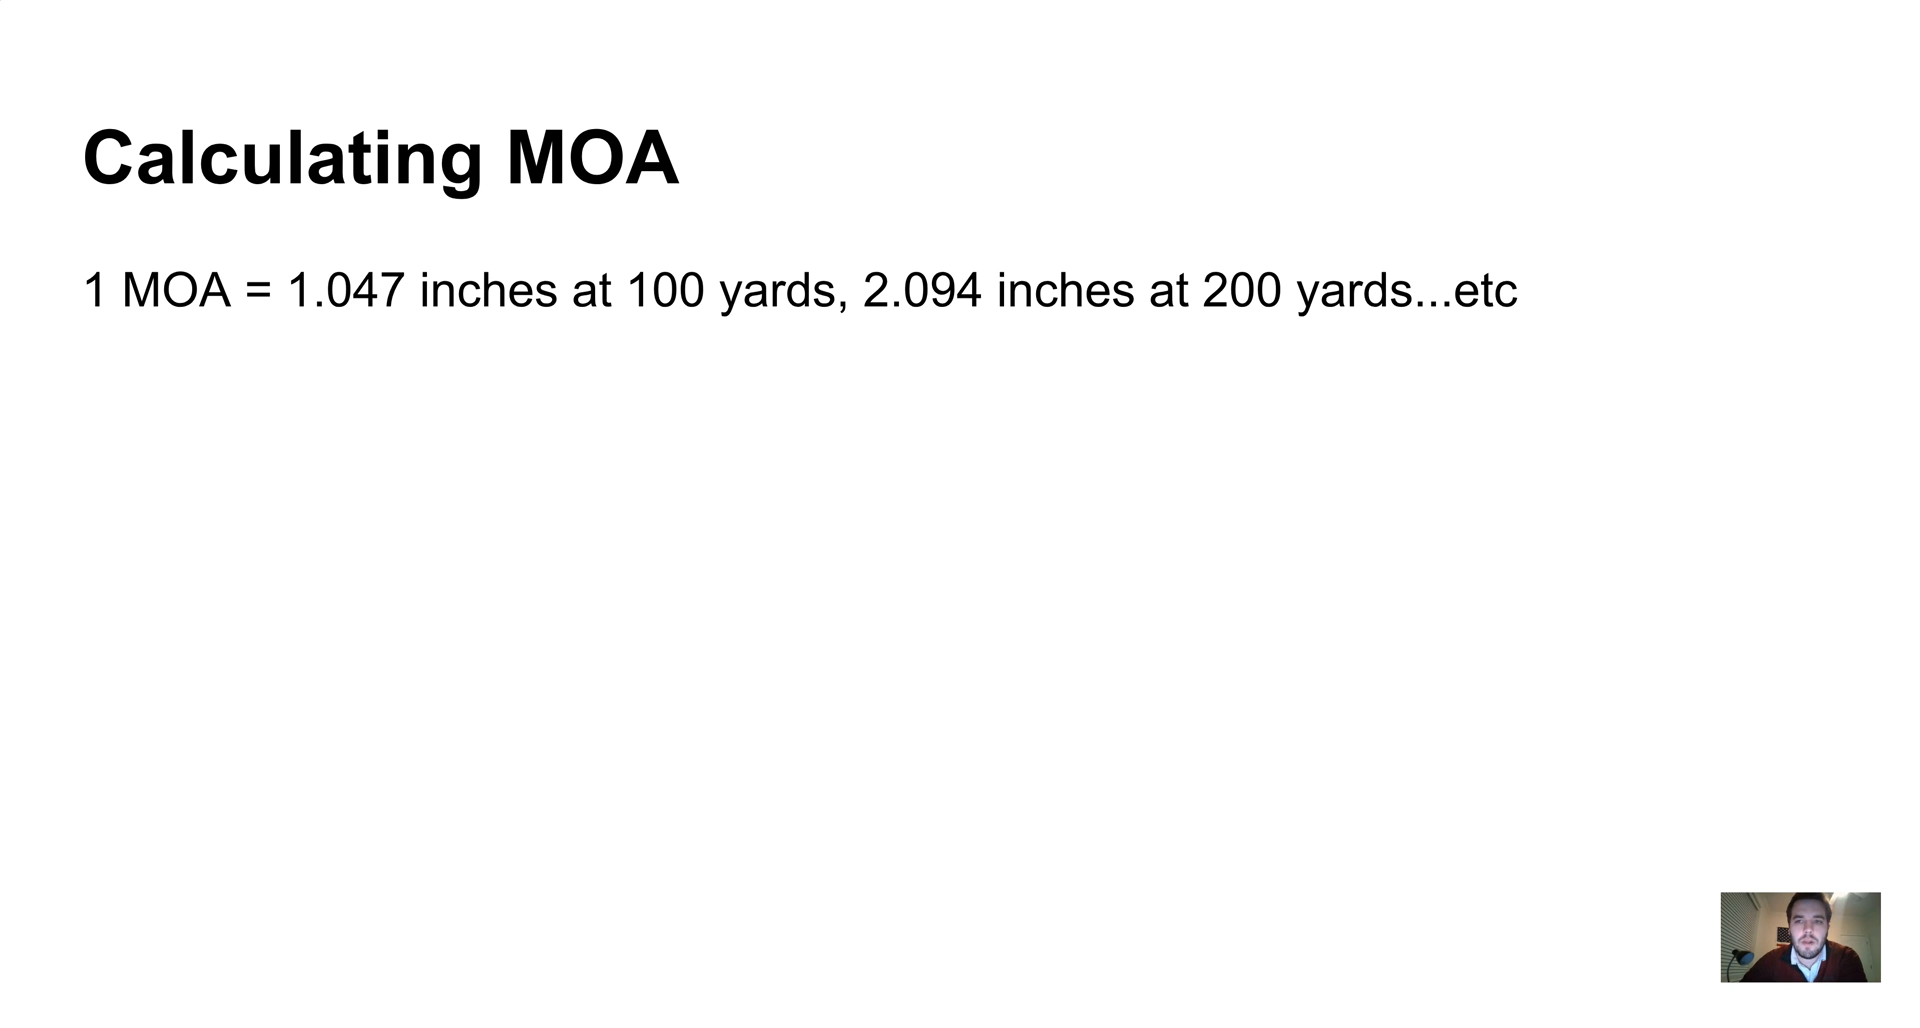 Calculating MOA
1 MOA = 1.047 inches at 100 yards, 2.094 inches at 200 yards...etc